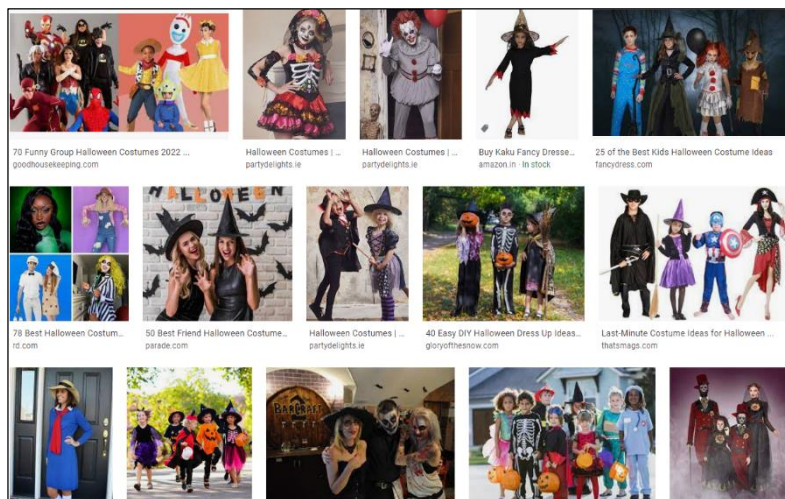 70 Funny Group Halloween Costumes 2022 ...
goodhousekeeping.com
Halloween Costumes | ...
partydelights.ie
Halloween Costumes | ...
partydelights.ie
Buy Kaku Fancy Dresse...
amazon.in · In stock
25 of the Best Kids Halloween Costume Ideas
fancydress.com
HALLOWEEN
78 Best Halloween Costum...
rd.com
50 Best Friend Halloween Costume...
parade.com
Halloween Costumes | ...
partydelights.ie
40 Easy DIY Halloween Dress Up Ideas...
gloryofthesnow.com
Last-Minute Costume Ideas for Halloween ...
thatsmags.com
BARCRAFT